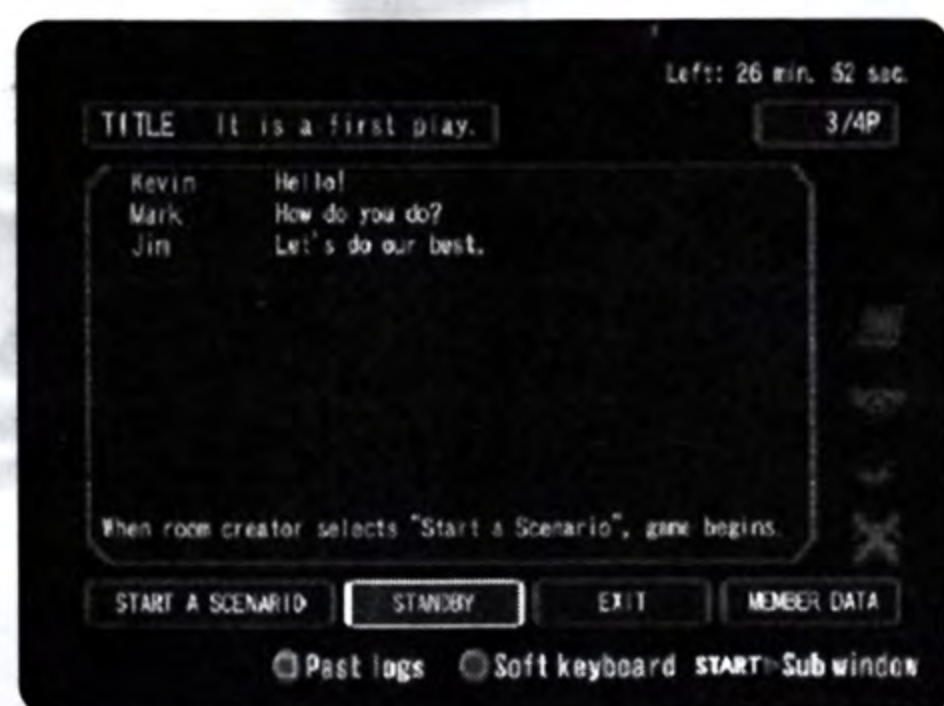 Left: 26 min. 52 sec.
TITLE It is a first play.
3/4P
Kevin Hello!
Mark How do you do?
Jim Let's do our best.
When room creator selects "Start a Scenario", game begins.
START A SCENARIO STANDBY EXIT MEMBER DATA
Past logs Soft keyboard START Sub window